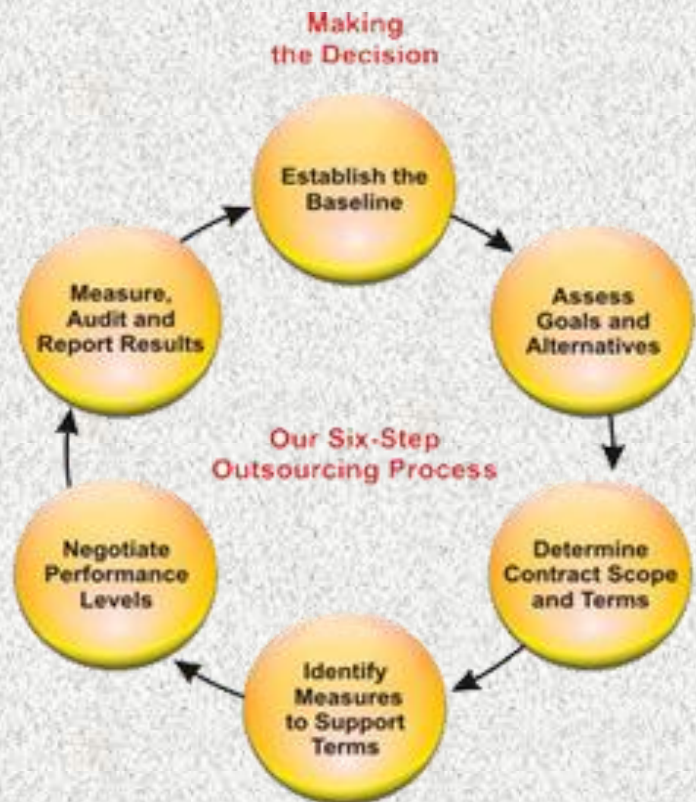 Making
the Decision
Establish the
Baseline
Assess
Goals and
Alternatives
Determine
Contract Scope
and Terms
Identify
Measures
to Support
Terms
Negotiate
Performance
Levels
Measure,
Audit and
Report Results
Our Six-Step
Outsourcing Process